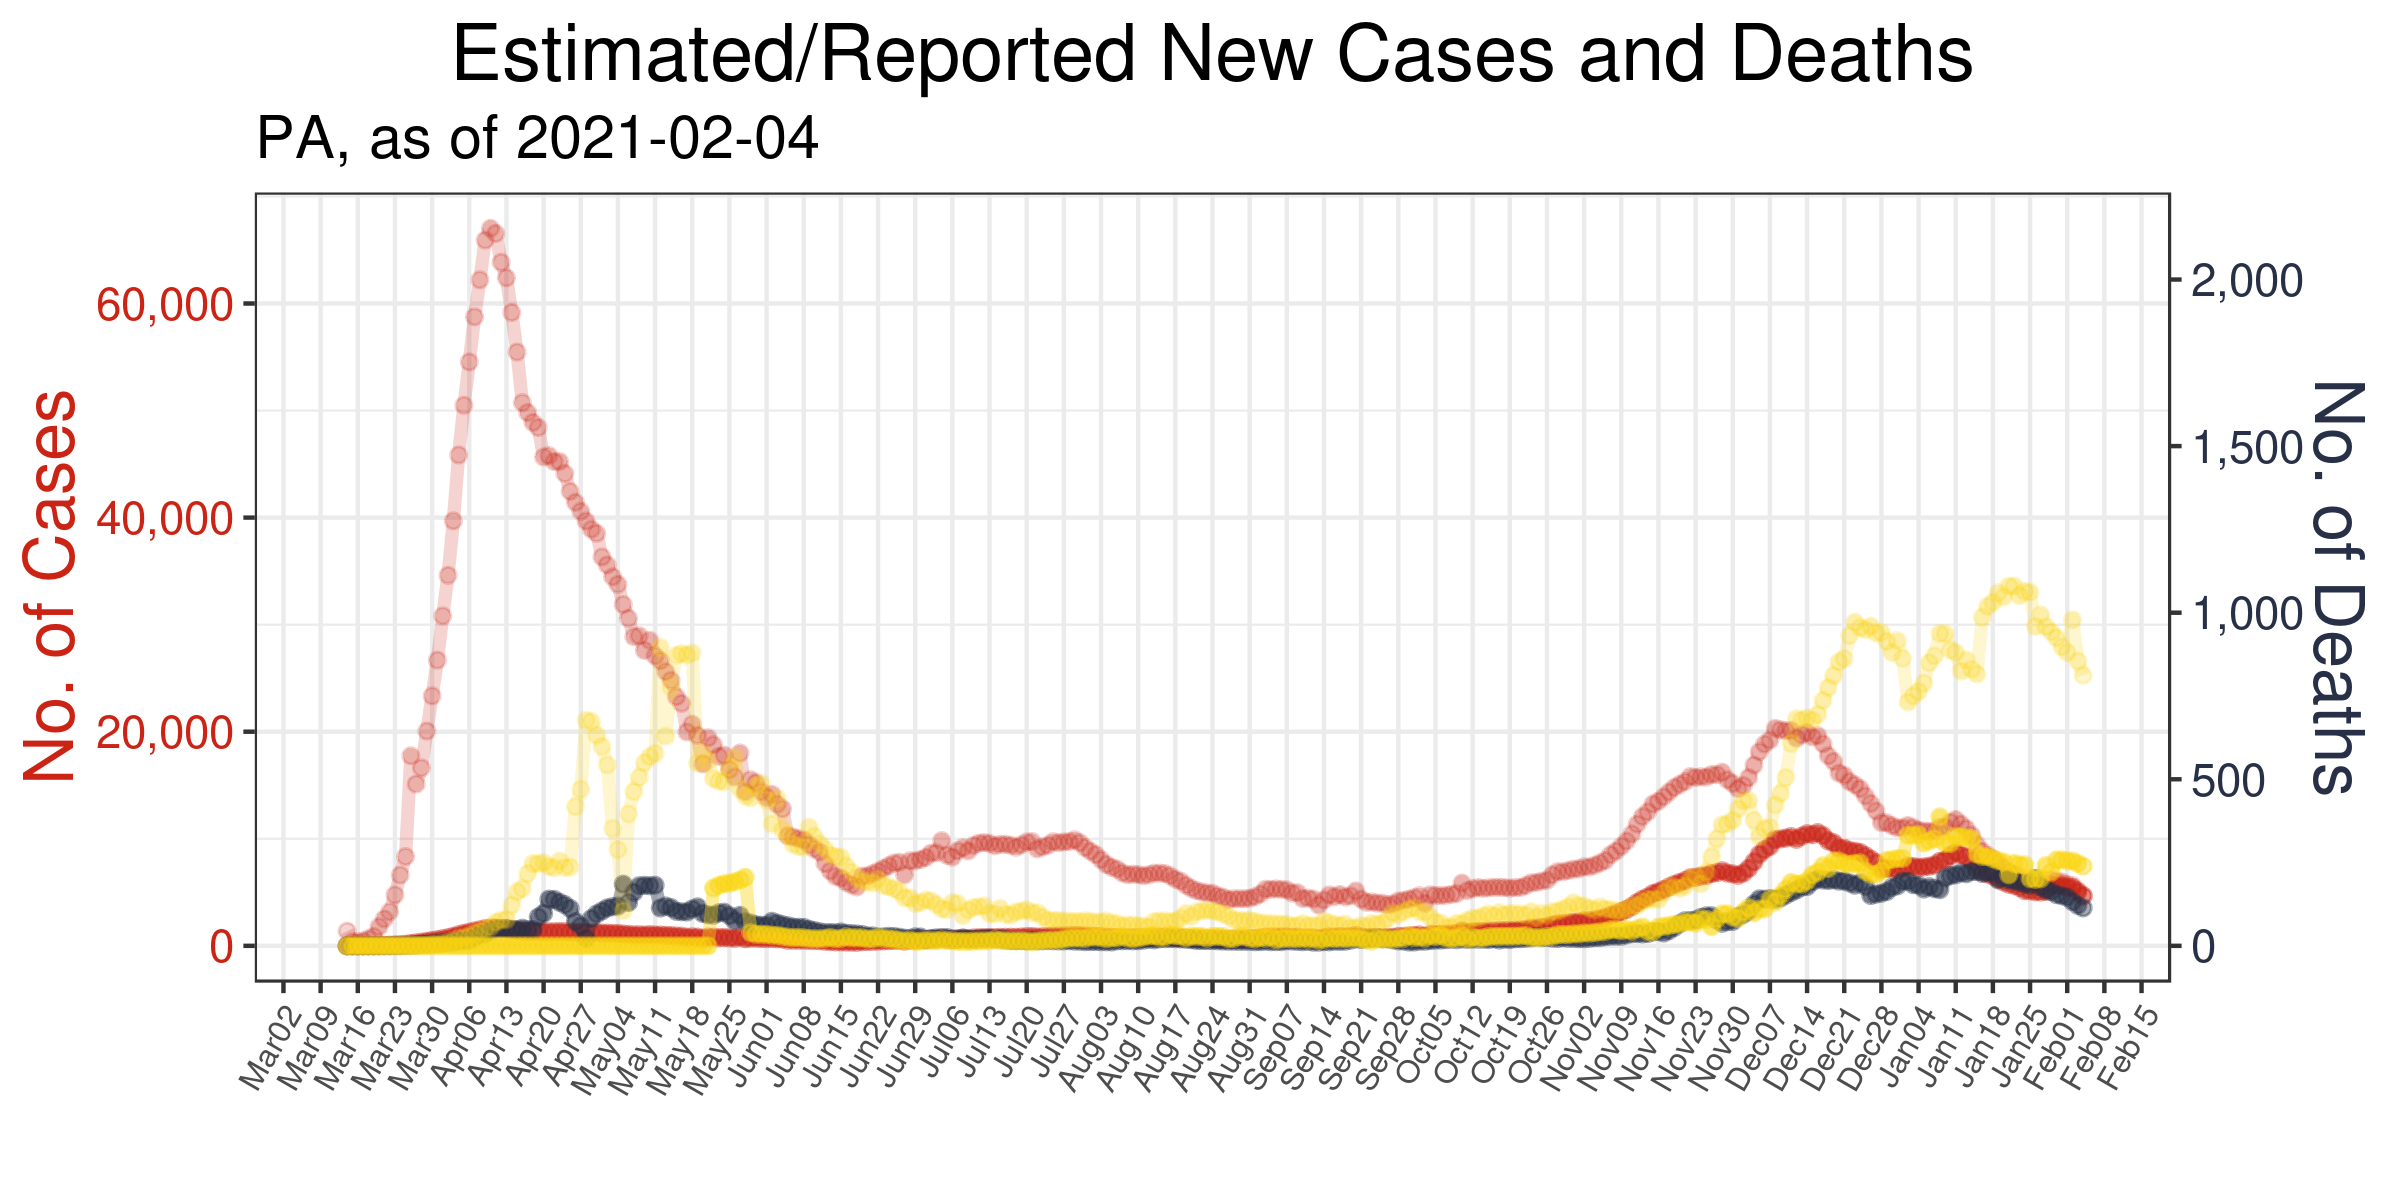 Estimated/Reported New Cases and Deaths
PA, as of 2021-02-04
No. of Cases
60,000
40,000
20,000
0
2,000
1,500
1,000
500
0
No. of Deaths
Mar02
Mar09
Mar16
Mar23
Mar30
Apr06
Apr13
Apr20
Apr27
May04
May11
May18
May25
Jun01
Jun08
Jun15
Jun22
Jun29
Jul06
Jul13
Jul20
Jul27
Aug03
Aug10
Aug17
Aug24
Aug31
Sep07
Sep14
Sep21
Sep28
Oct05
Oct12
Oct19
Oct26
Nov02
Nov09
Nov16
Nov23
Nov30
Dec07
Dec14
Dec21
Dec28
Jan04
Jan11
Jan18
Jan25
Feb01
Feb08
Feb15